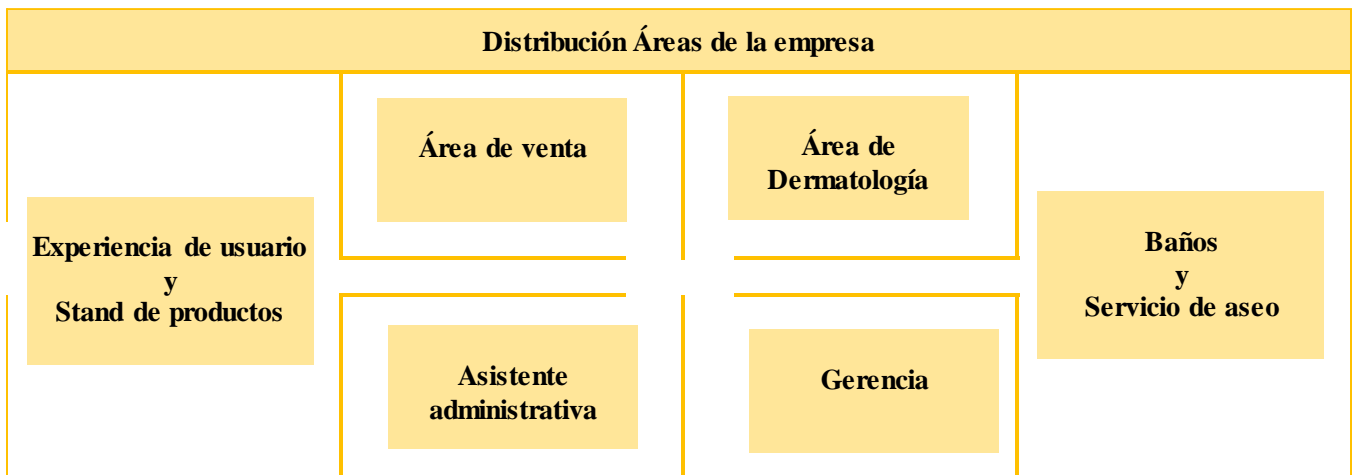 Distribución Áreas de la empresa
Experiencia de usuario
y
Stand de productos
Área de venta
Área de
Dermatología
Asistente
administrativa
Gerencia
Baños
y
Servicio de aseo